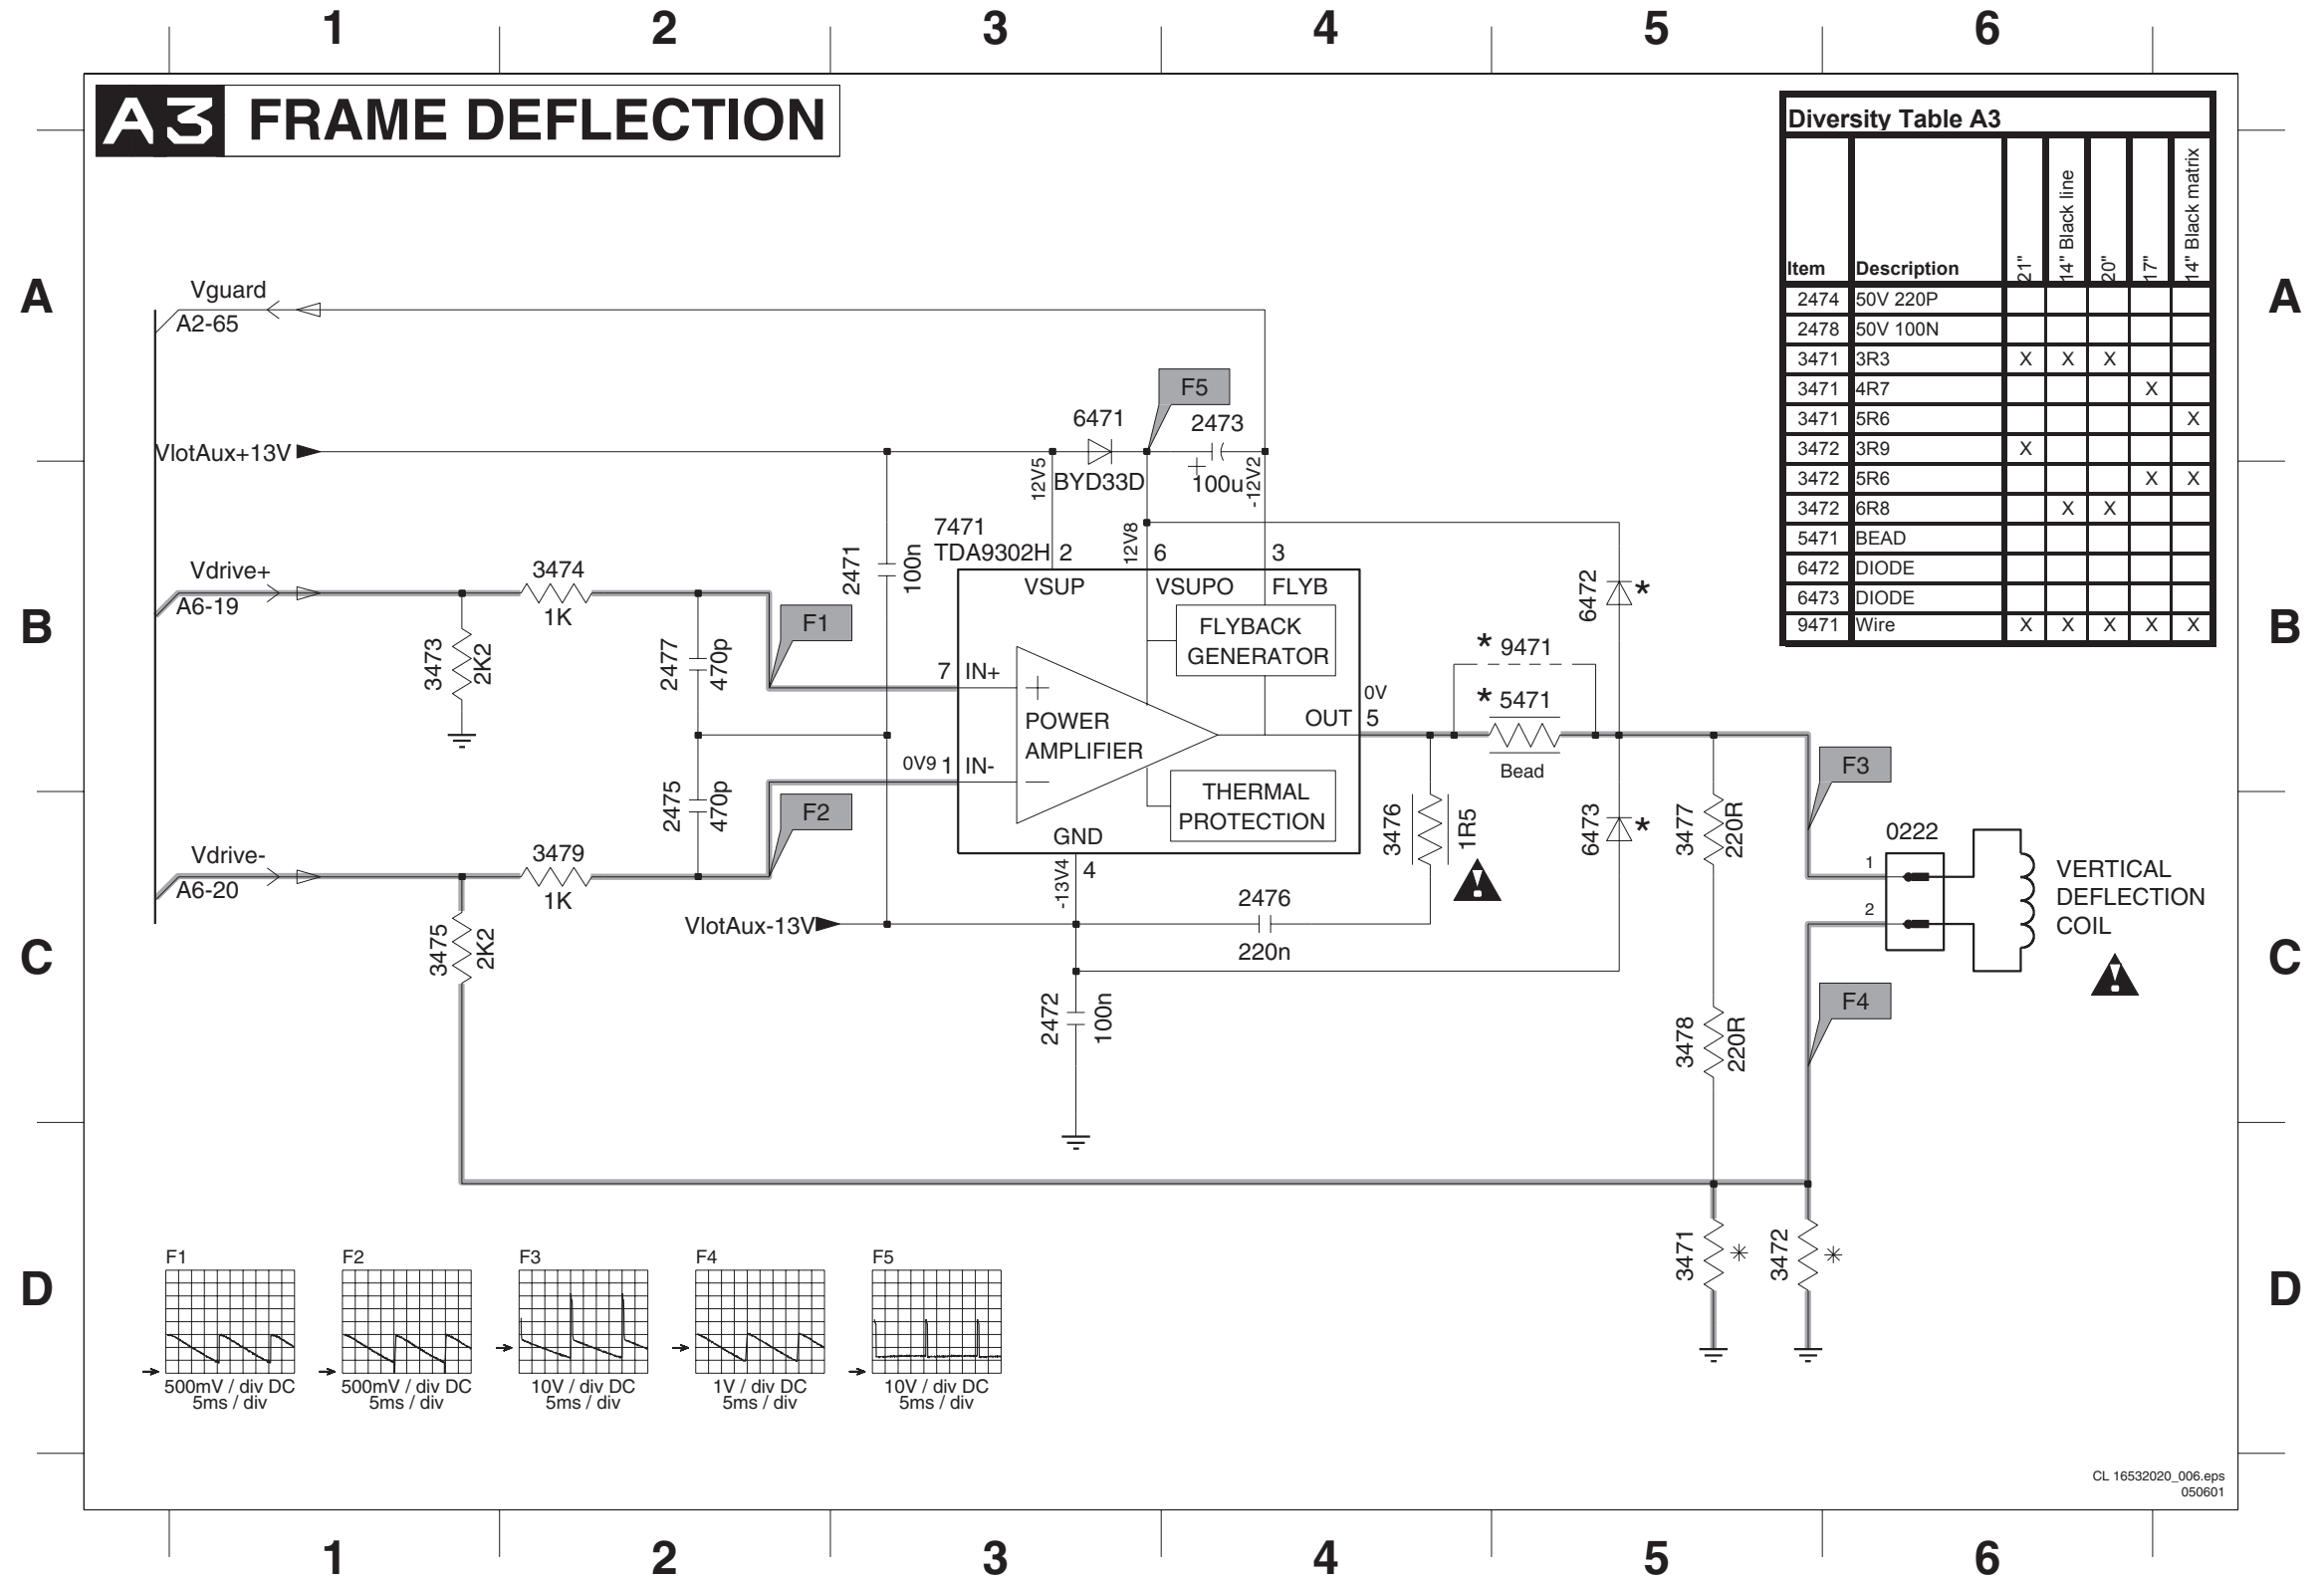 1 2 3 4 5 6
A3 FRAME DEFLECTION
Diversity Table A3
Item Description 21" 14" Black line 20" 17" 14" Black matrix
2474 50V 220P
2478 50V 100N
3471 3R3 X X X
3471 4R7 X
3471 5R6 X
3472 3R9 X
3472 5R6 X X
3472 6R8 X X
5471 BEAD
6472 DIODE
6473 DIODE
9471 Wire X X X X X
A A
Vguard
A2-65
F5
6471 2473
VlotAux+13V
12V5 BYD33D 100u -12V2
7471
TDA9302H 2 12V8 6 3
2471 100n
VSUP VSUPO FLYB
6472 *
Vdrive+
A6-19
3474
1K
F1
B B
FLYBACK
GENERATOR
3473 2K2
2477 470p
7 IN+
+
* 9471
* 5471
Bead
0V
OUT 5
POWER
AMPLIFIER
0V9 1 IN-
−
F3
2475 470p
F2
THERMAL
PROTECTION
GND
4
-13V4
3476 1R5
6473 *
3477 220R
0222
1
2
VERTICAL
DEFLECTION
COIL
Vdrive-
A6-20
3479
1K
VlotAux-13V
2476
220n
C C
3475 2K2
2472 100n
3478 220R
F4
3471 *
3472 *
D D
F1 F2 F3 F4 F5
500mV / div DC 500mV / div DC 10V / div DC 1V / div DC 10V / div DC
5ms / div 5ms / div 5ms / div 5ms / div 5ms / div
CL 16532020_006.eps
050601
1 2 3 4 5 6